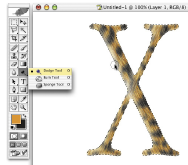 Untitled-1 @ 100% (Layer 1, RGB/8)
Dodge Tool O
Burn Tool O
Sponge Tool O
X